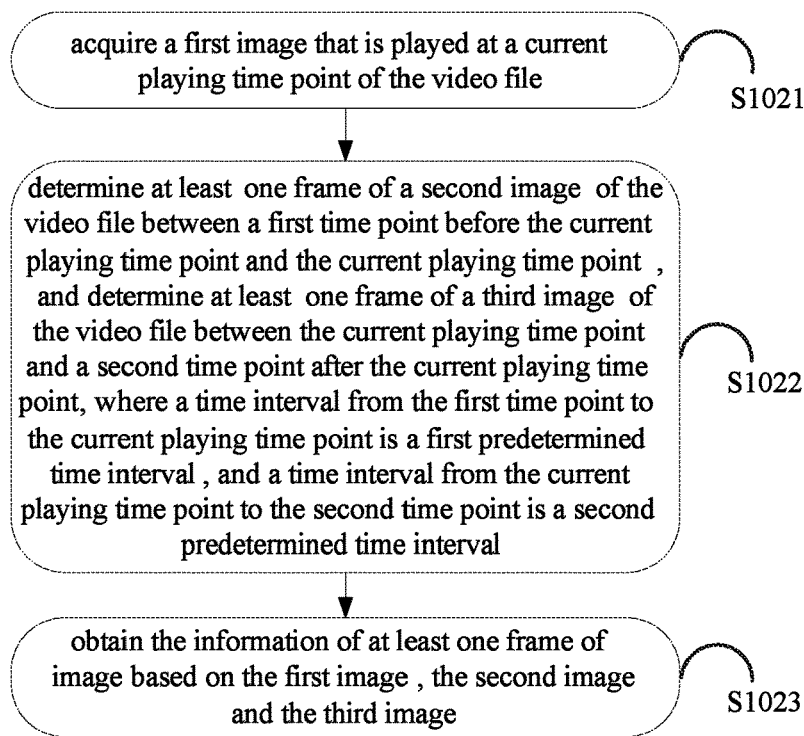 acquire a first image that is played at a current
playing time point of the video file
S1021
determine at least one frame of a second image of the
video file between a first time point before the current
playing time point and the current playing time point ,
and determine at least one frame of a third image of
the video file between the current playing time point
and a second time point after the current playing time
point, where a time interval from the first time point to
the current playing time point is a first predetermined
time interval , and a time interval from the current
playing time point to the second time point is a second
predetermined time interval
S1022
obtain the information of at least one frame of
image based on the first image , the second image
and the third image
S1023